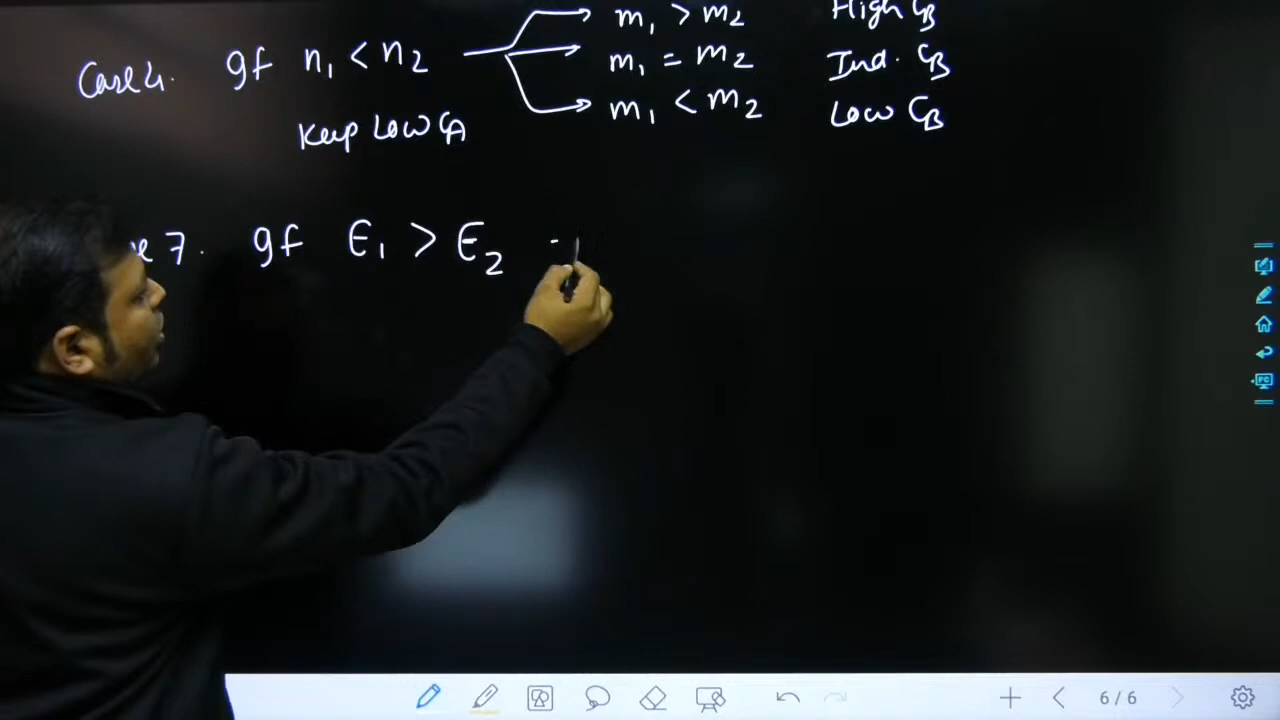 m₁ > m₂ High C_B
Case 4. If n₁ < n₂ m₁ = m₂ Ind. C_B
m₁ < m₂ Low C_B
Keep Low C_A
7. If E₁ > E₂
6/6